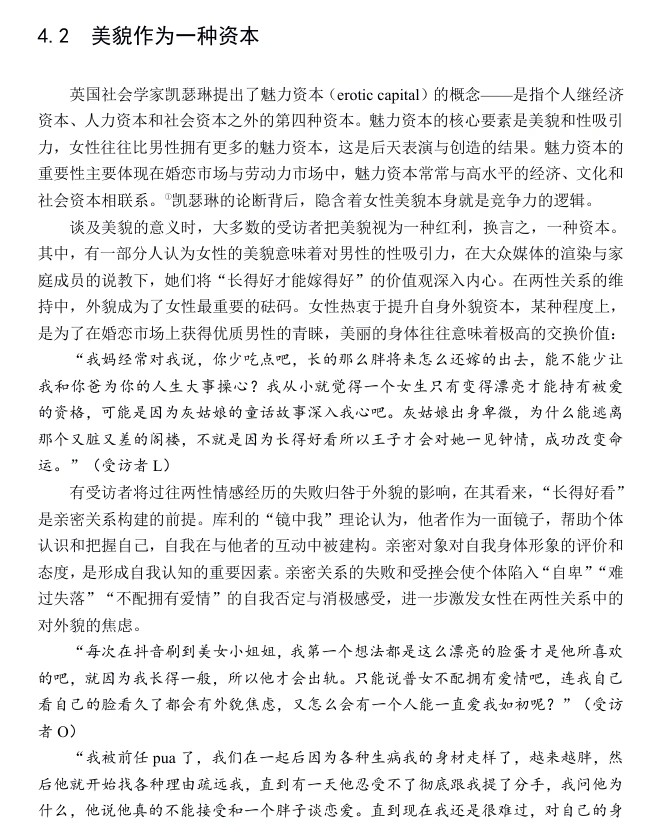 4.2 美貌作为一种资本
英国社会学家凯瑟琳提出了魅力资本（erotic capital）的概念——是指个人继经济
资本、人力资本和社会资本之外的第四种资本。魅力资本的核心要素是美貌和性吸引
力，女性往往比男性拥有更多的魅力资本，这是后天表演与创造的结果。魅力资本的
重要性主要体现在婚恋市场与劳动力市场中，魅力资本常常与高水平的经济、文化和
社会资本相联系。①凯瑟琳的论断背后，隐含着女性美貌本身就是竞争力的逻辑。
谈及美貌的意义时，大多数的受访者把美貌视为一种红利，换言之，一种资本。
其中，有一部分人认为女性的美貌意味着对男性的性吸引力，在大众媒体的渲染与家
庭成员的说教下，她们将“长得好才能嫁得好”的价值观深入内心。在两性关系的维
持中，外貌成为了女性最重要的砝码。女性热衷于提升自身外貌资本，某种程度上，
是为了在婚恋市场上获得优质男性的青睐，美丽的身体往往意味着极高的交换价值：
“我妈经常对我说，你少吃点吧，长的那么胖将来怎么还嫁的出去，能不能少让
我和你爸为你的人生大事操心？我从小就觉得一个女生只有变得漂亮才能持有被爱
的资格，可能是因为灰姑娘的童话故事深入我心吧。灰姑娘出身卑微，为什么能逃离
那个又脏又差的阁楼，不就是因为长得好看所以王子才会对她一见钟情，成功改变命
运。”（受访者 L）
有受访者将过往两性情感经历的失败归咎于外貌的影响，在其看来，“长得好看”
是亲密关系构建的前提。库利的“镜中我”理论认为，他者作为一面镜子，帮助个体
认识和把握自己，自我在与他者的互动中被建构。亲密对象对自我身体形象的评价和
态度，是形成自我认知的重要因素。亲密关系的失败和受挫会使个体陷入“自卑”“难
过失落”“不配拥有爱情”的自我否定与消极感受，进一步激发女性在两性关系中的
对外貌的焦虑。
“每次在抖音刷到美女小姐姐，我第一个想法都是这么漂亮的脸蛋才是他所喜欢
的吧，就因为我长得一般，所以他才会出轨。只能说普女不配拥有爱情吧，连我自己
看自己的脸看久了都会有外貌焦虑，又怎么会有一个人能一直爱我如初呢？”（受访
者 O）
“我被前任 pua 了，我们在一起后因为各种生病我的身材走样了，越来越胖，然
后他就开始找各种理由疏远我，直到有一天他忍受不了彻底跟我提了分手，我问他为
什么，他说他真的不能接受和一个胖子谈恋爱。直到现在我还是很难过，对自己的身